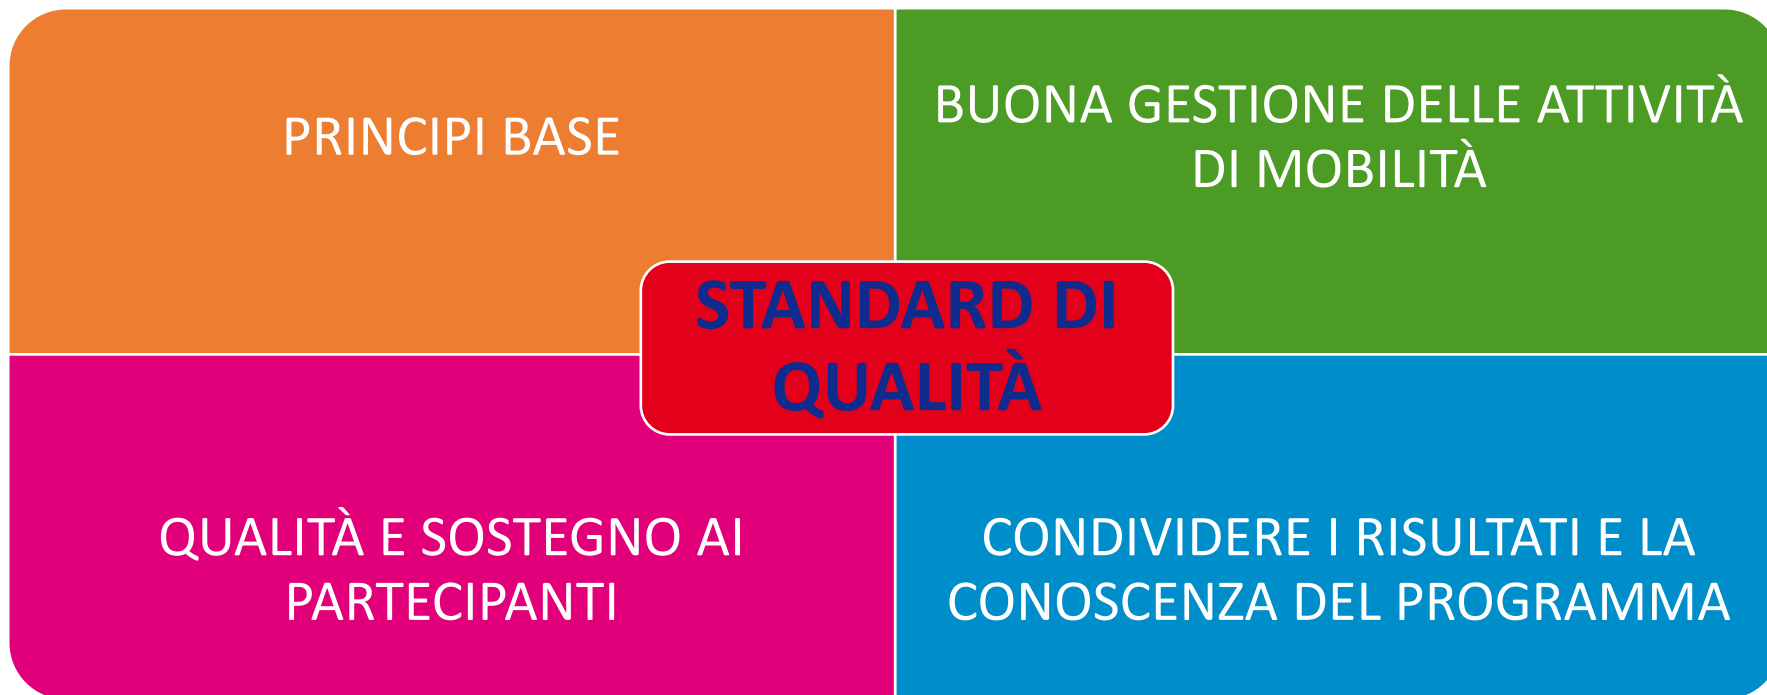 PRINCIPI BASE
BUONA GESTIONE DELLE ATTIVITÀ
DI MOBILITÀ
STANDARD DI
QUALITÀ
QUALITÀ E SOSTEGNO AI
PARTECIPANTI
CONDIVIDERE I RISULTATI E LA
CONOSCENZA DEL PROGRAMMA